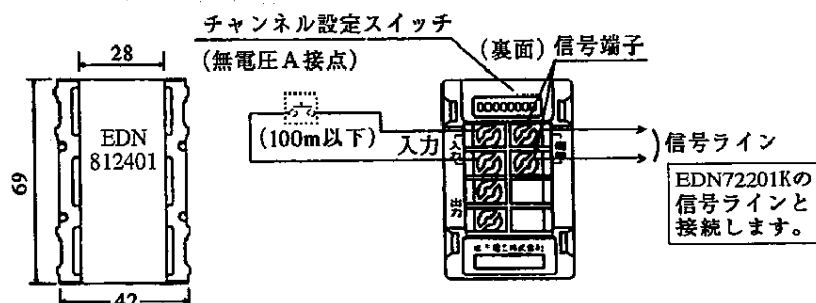 チャンネル設定スイッチ
(無電圧A接点)
(裏面)
信号端子
28
EDN
812401
69
42
(100m以下)
入力
入力
出力
信号ライン
EDN72201Kの
信号ラインと
接続します。